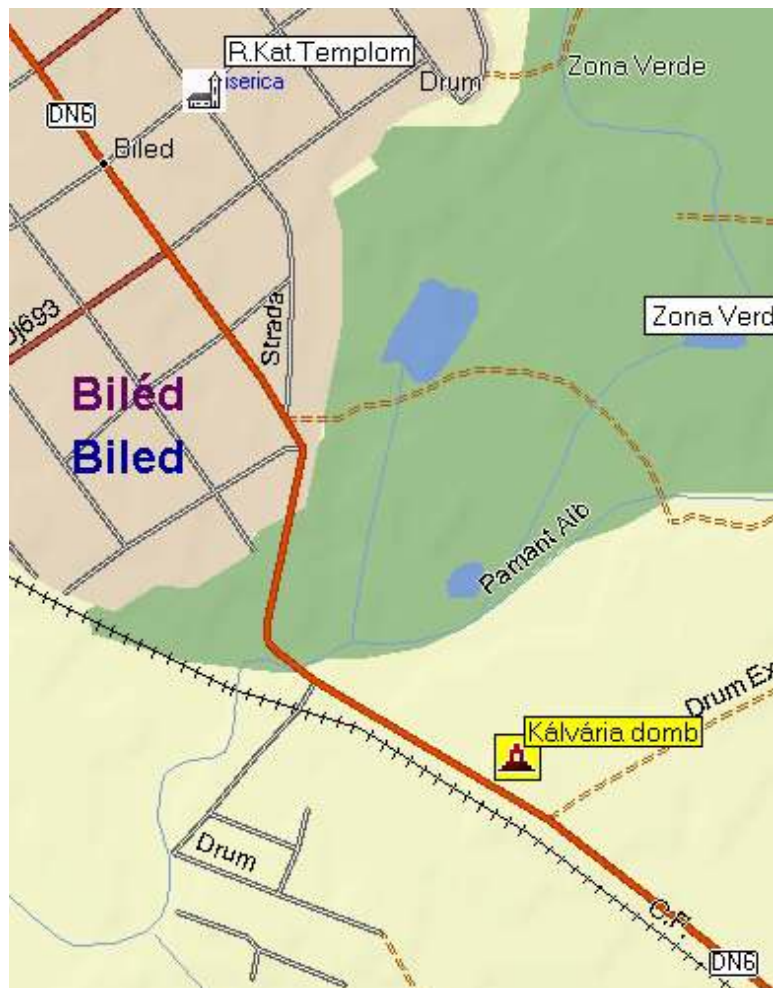 R.Kat.Templom
iserica
Drum
Zona Verde
DN6
Biled
Zona Verd
Dj693
Strada
Biléd
Biled
Pamant Alb
Drum Ex
Kálvária domb
Drum
C.F.
DN6